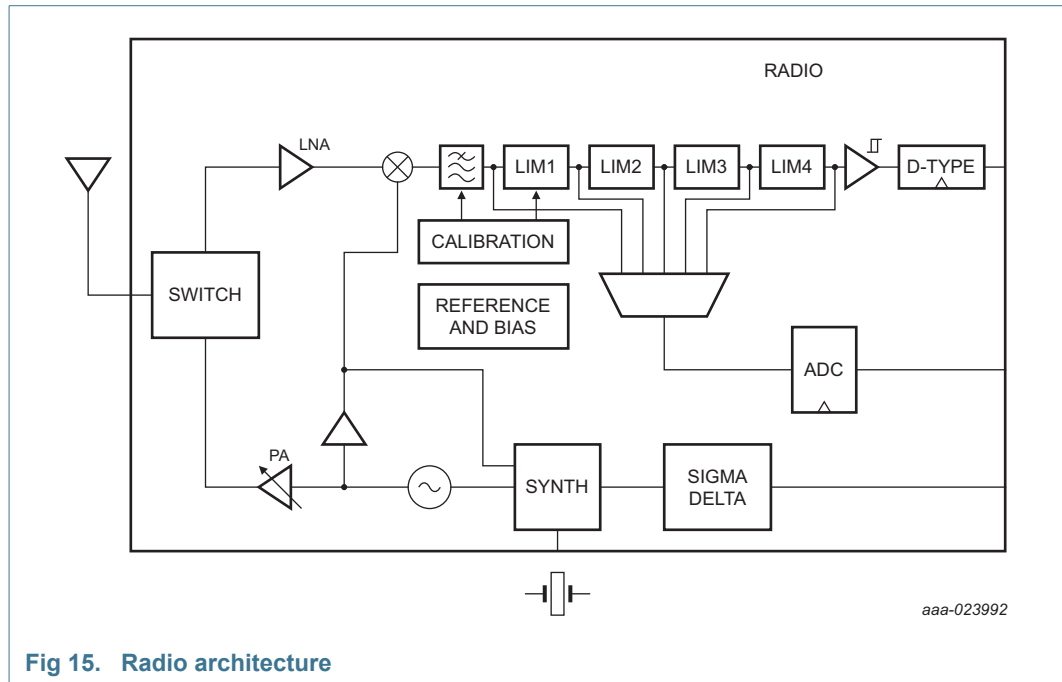 RADIO
LNA
LIM1
LIM2
LIM3
LIM4
D-TYPE
CALIBRATION
SWITCH
REFERENCE
AND BIAS
ADC
PA
SYNTH
SIGMA
DELTA
aaa-023992
Fig 15. Radio architecture